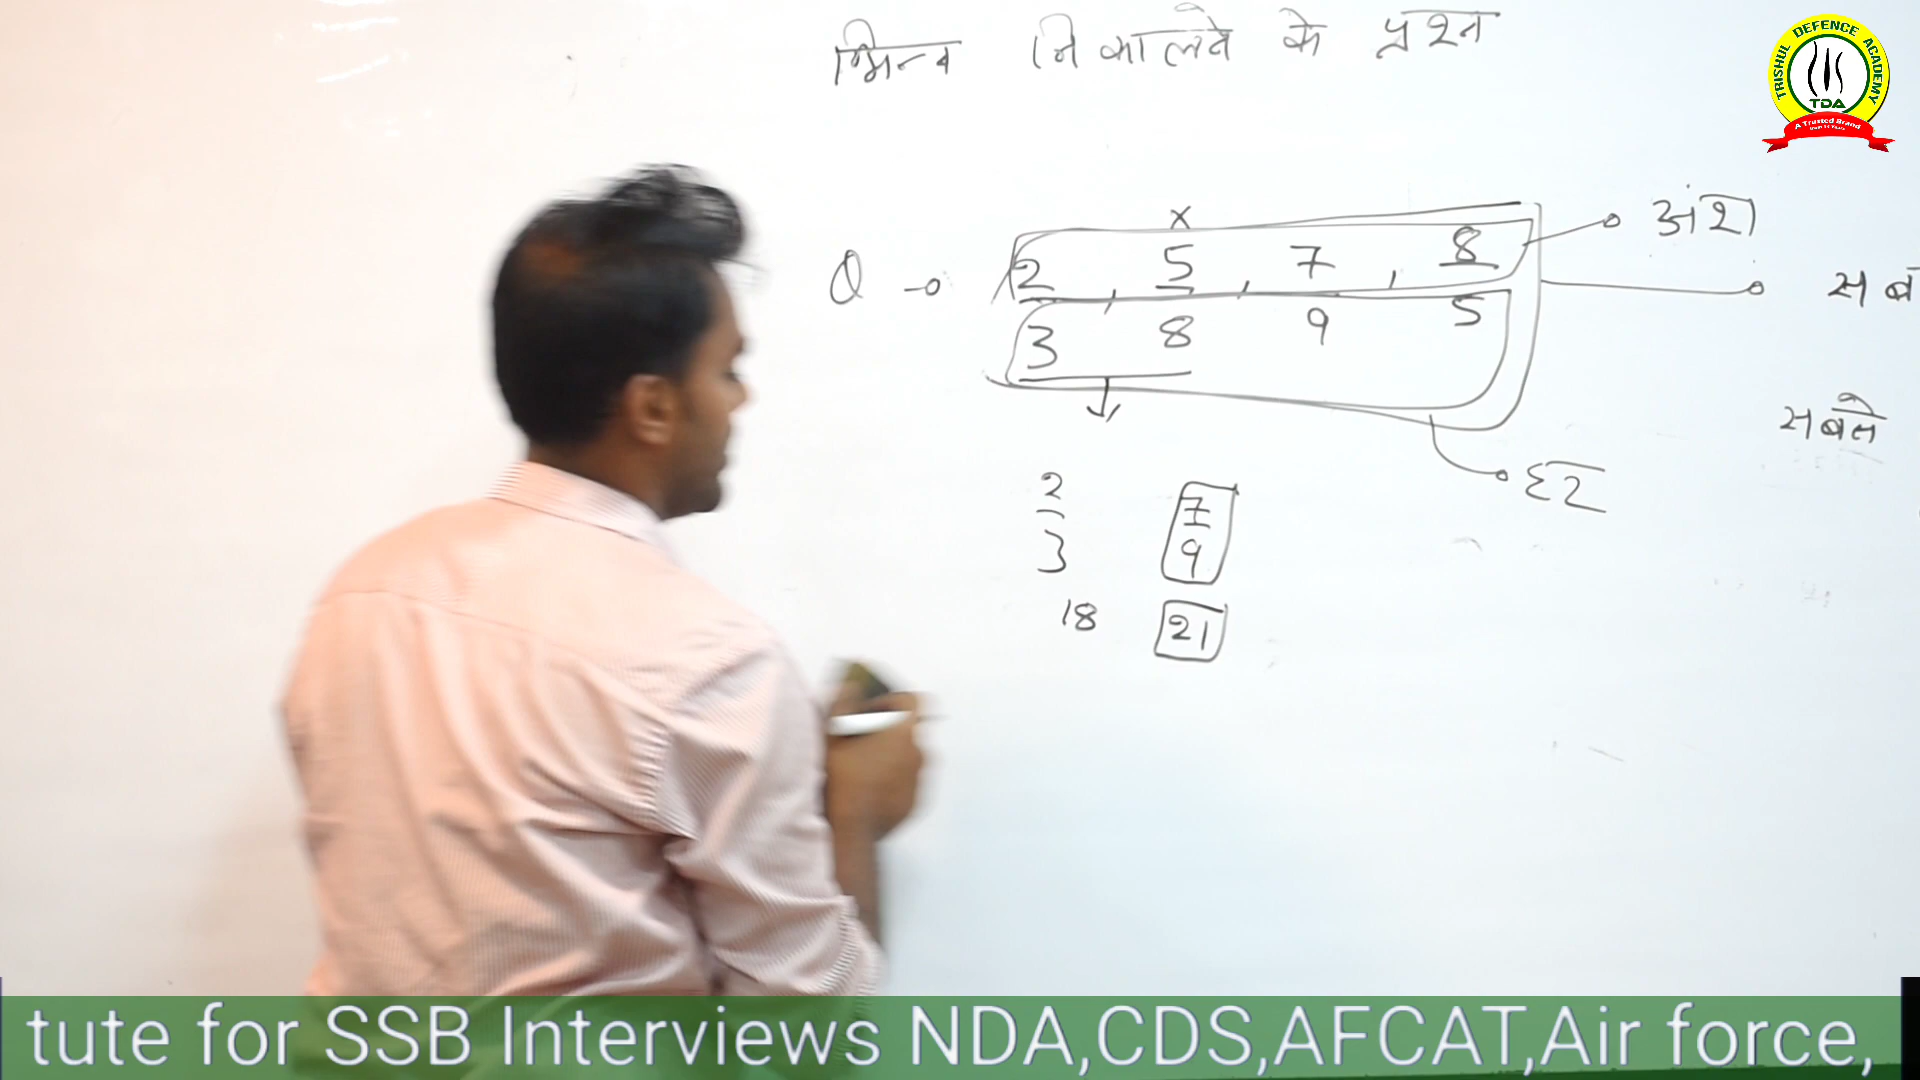 भिन्न निकालने के प्रश्न
TRISHUL DEFENCE ACADEMY
TDA
A Trusted Brand
x
Q 2/3 , 5/8 , 7/9 , 8/5
अंश
सब
सबसे
हर
2/3 7/9
18 21
tute for SSB Interviews NDA,CDS,AFCAT,Air force,